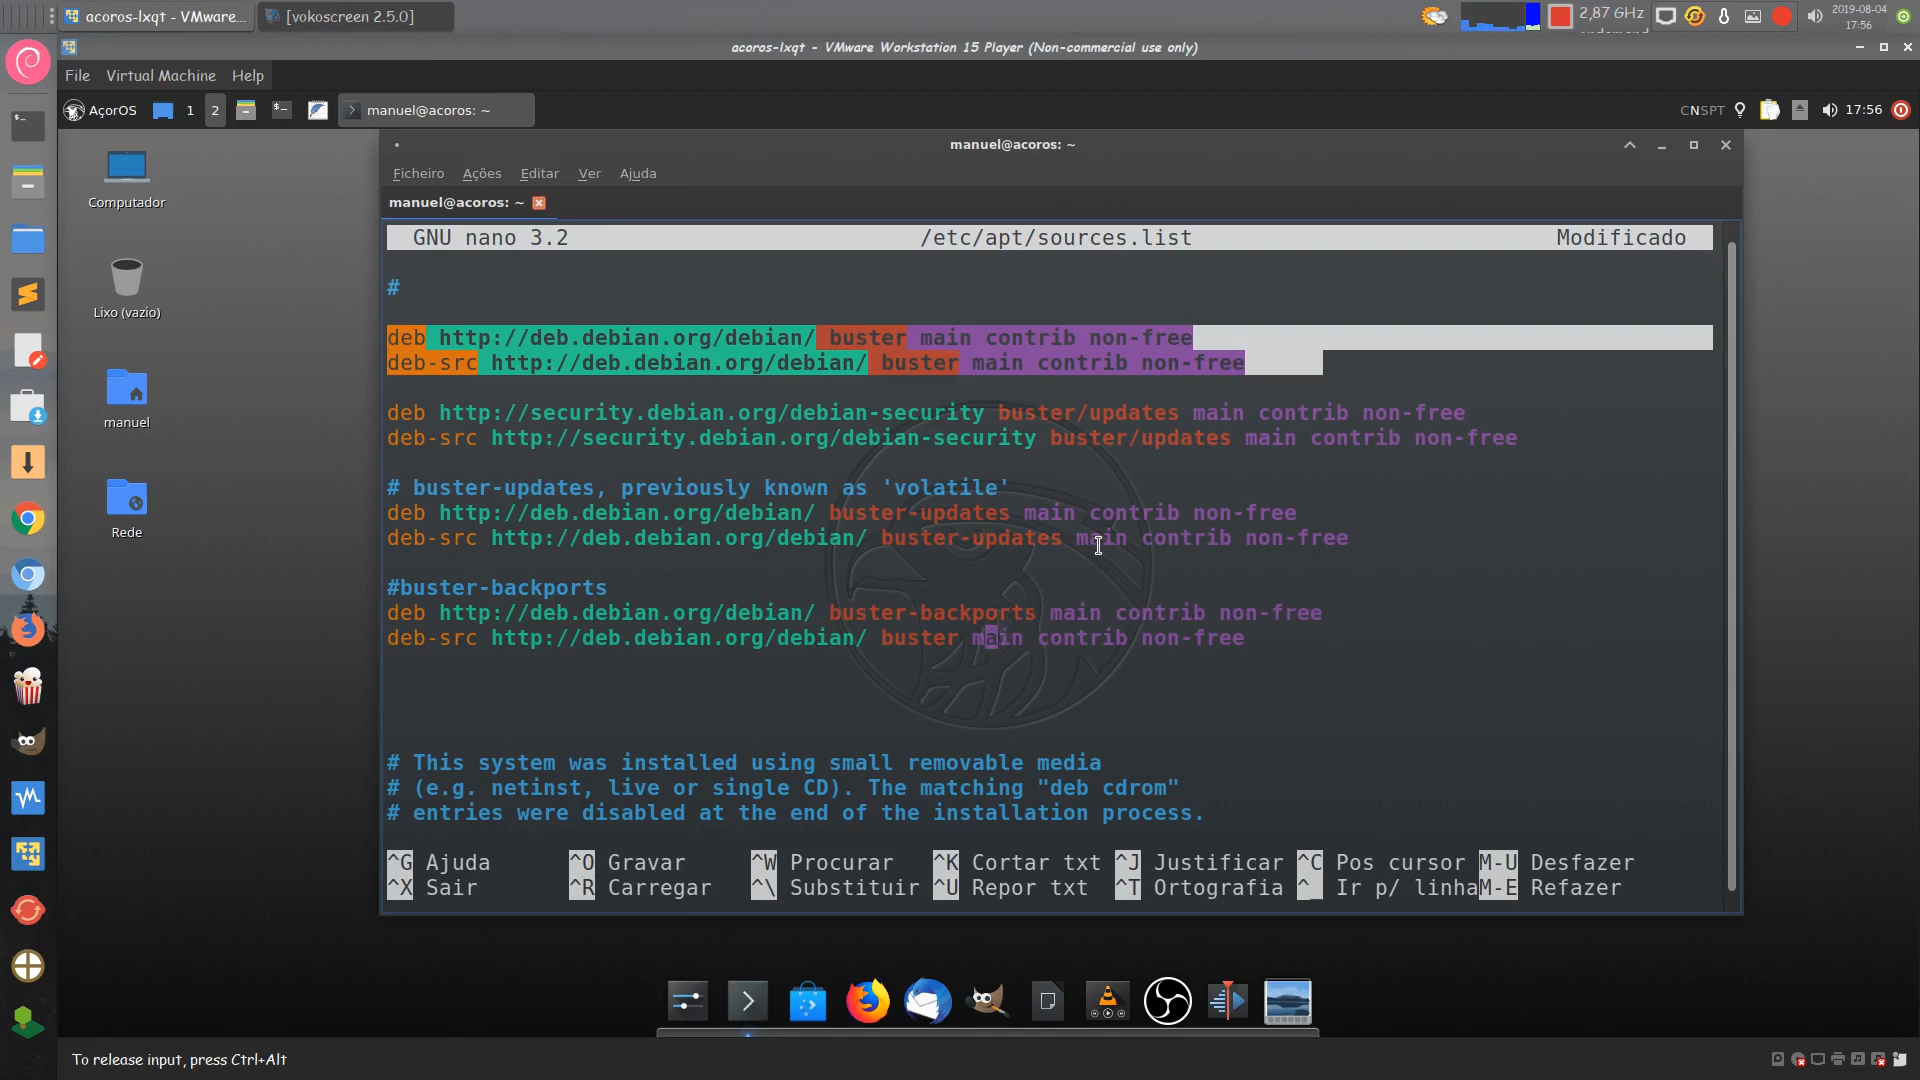 acoros-lxqt - VMware... [vokoscreen 2.5.0] 2,87 GHz 2019-08-04
17:56
acoros-lxqt - VMware Workstation 15 Player (Non-commercial use only)
File Virtual Machine Help
AçorOS 1 2 manuel@acoros: ~ CNSPT 17:56
manuel@acoros: ~
Ficheiro Ações Editar Ver Ajuda
manuel@acoros: ~
Computador
Lixo (vazio)
manuel
Rede
GNU nano 3.2 /etc/apt/sources.list Modificado
#
deb http://deb.debian.org/debian/ buster main contrib non-free
deb-src http://deb.debian.org/debian/ buster main contrib non-free
deb http://security.debian.org/debian-security buster/updates main contrib non-free
deb-src http://security.debian.org/debian-security buster/updates main contrib non-free
# buster-updates, previously known as 'volatile'
deb http://deb.debian.org/debian/ buster-updates main contrib non-free
deb-src http://deb.debian.org/debian/ buster-updates main contrib non-free
#buster-backports
deb http://deb.debian.org/debian/ buster-backports main contrib non-free
deb-src http://deb.debian.org/debian/ buster main contrib non-free
# This system was installed using small removable media
# (e.g. netinst, live or single CD). The matching "deb cdrom"
# entries were disabled at the end of the installation process.
^G Ajuda ^O Gravar ^W Procurar ^K Cortar txt ^J Justificar ^C Pos cursor M-U Desfazer
^X Sair ^R Carregar ^\ Substituir ^U Repor txt ^T Ortografia ^_ Ir p/ linha M-E Refazer
To release input, press Ctrl+Alt